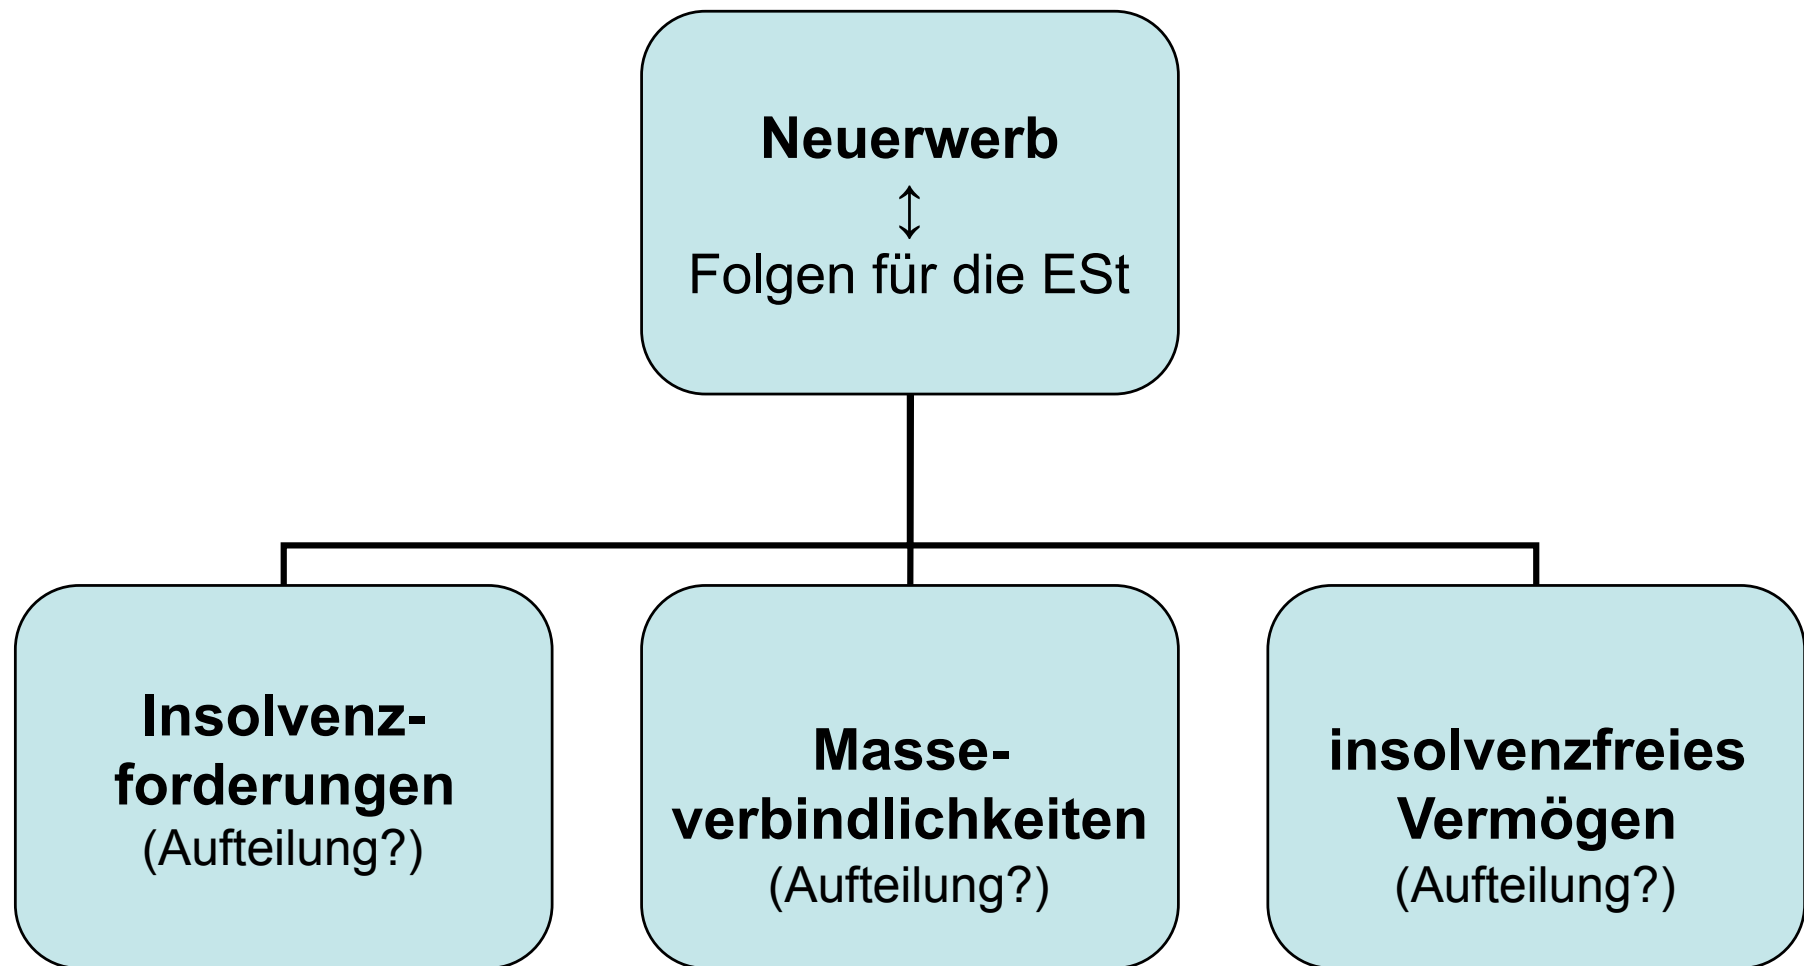 Neuerwerb
↕
Folgen für die ESt
Insolvenz-
forderungen
(Aufteilung?)
Masse-
verbindlichkeiten
(Aufteilung?)
insolvenzfreies
Vermögen
(Aufteilung?)